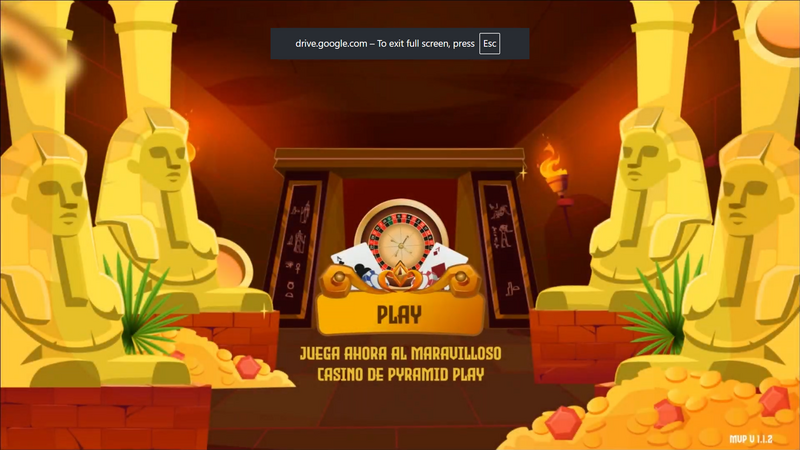 drive.google.com – To exit full screen, press Esc
PLAY
JUEGA AHORA AL MARAVILLOSO
CASINO DE PYRAMID PLAY
MVP V 1.1.2